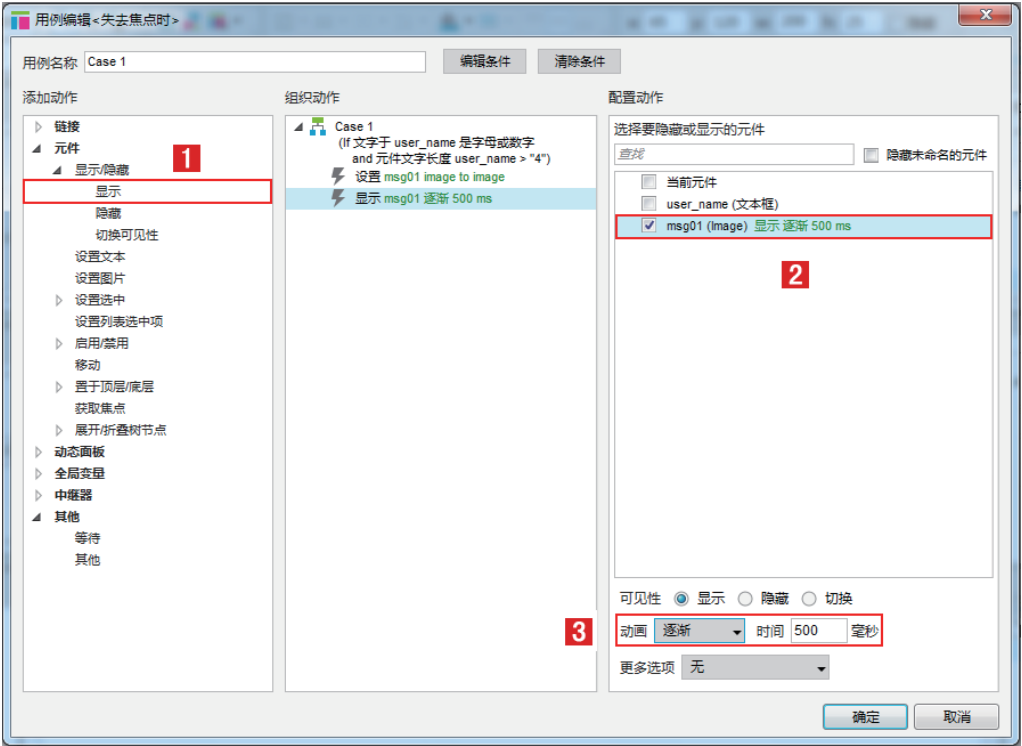 用例编辑<失去焦点时>
用例名称 Case 1 编辑条件 清除条件
添加动作 组织动作 配置动作
链接
元件
显示/隐藏
1
显示
隐藏
切换可见性
设置文本
设置图片
设置选中
设置列表选中项
启用/禁用
移动
置于顶层/底层
获取焦点
展开/折叠树节点
动态面板
全局变量
中继器
其他
等待
其他
Case 1
(If 文字于 user_name 是字母或数字
and 元件文字长度 user_name > "4")
设置 msg01 image to image
显示 msg01 逐渐 500 ms
选择要隐藏或显示的元件
查找 隐藏未命名的元件
当前元件
user_name (文本框)
msg01 (Image) 显示 逐渐 500 ms
2
可见性 显示 隐藏 切换
3 动画 逐渐 时间 500 毫秒
更多选项 无
确定 取消